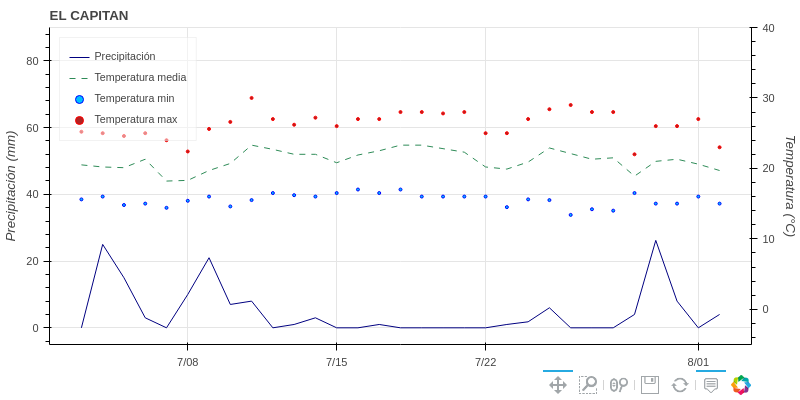 EL CAPITAN
Precipitación
Temperatura media
Temperatura min
Temperatura max
Precipitación (mm)
80
60
40
20
0
Temperatura (°C)
40
30
20
10
0
7/08
7/15
7/22
8/01